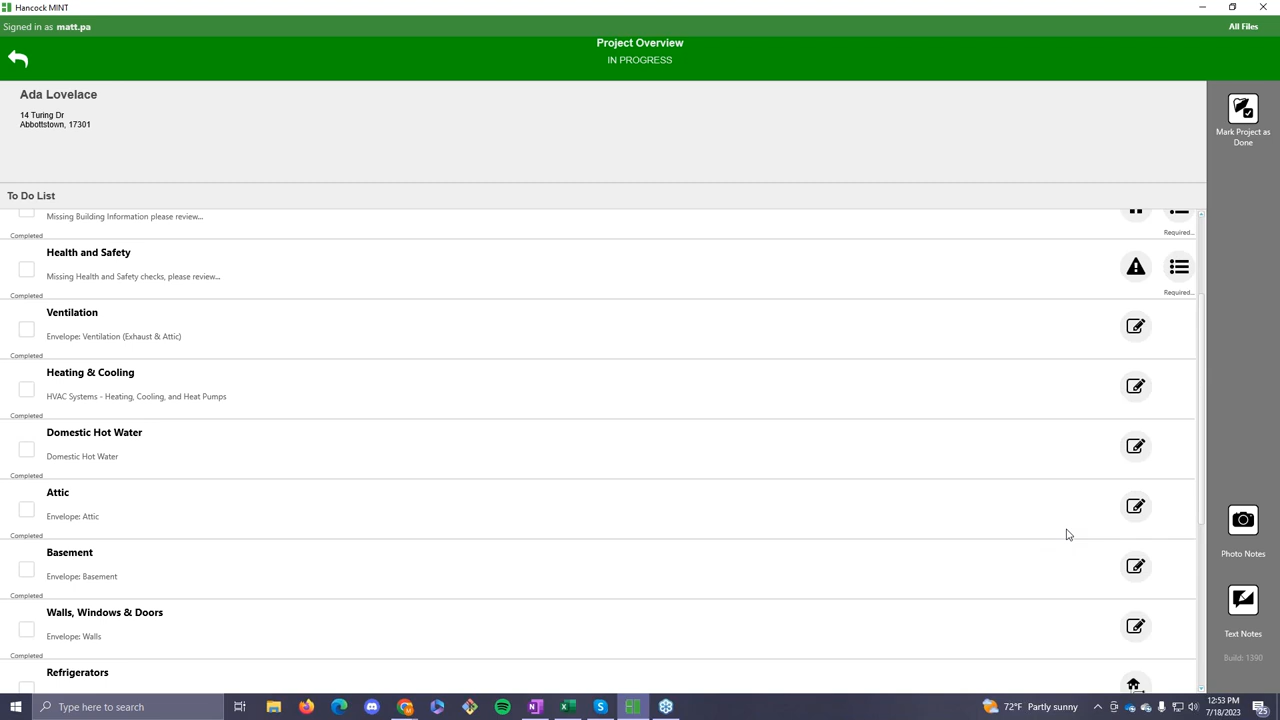 Hancock MINT
Signed in as matt.pa
All Files
Project Overview
IN PROGRESS
Ada Lovelace
14 Turing Dr
Abbottstown, 17301
Mark Project as
Done
To Do List
Missing Building Information please review...
Completed
Required...
Health and Safety
Missing Health and Safety checks, please review...
Completed
Required...
Ventilation
Envelope: Ventilation (Exhaust & Attic)
Completed
Heating & Cooling
HVAC Systems - Heating, Cooling, and Heat Pumps
Completed
Domestic Hot Water
Domestic Hot Water
Completed
Attic
Envelope: Attic
Completed
Basement
Envelope: Basement
Completed
Walls, Windows & Doors
Envelope: Walls
Completed
Refrigerators
Photo Notes
Text Notes
Build: 1390
Type here to search
72°F Partly sunny
12:53 PM
7/18/2023
25